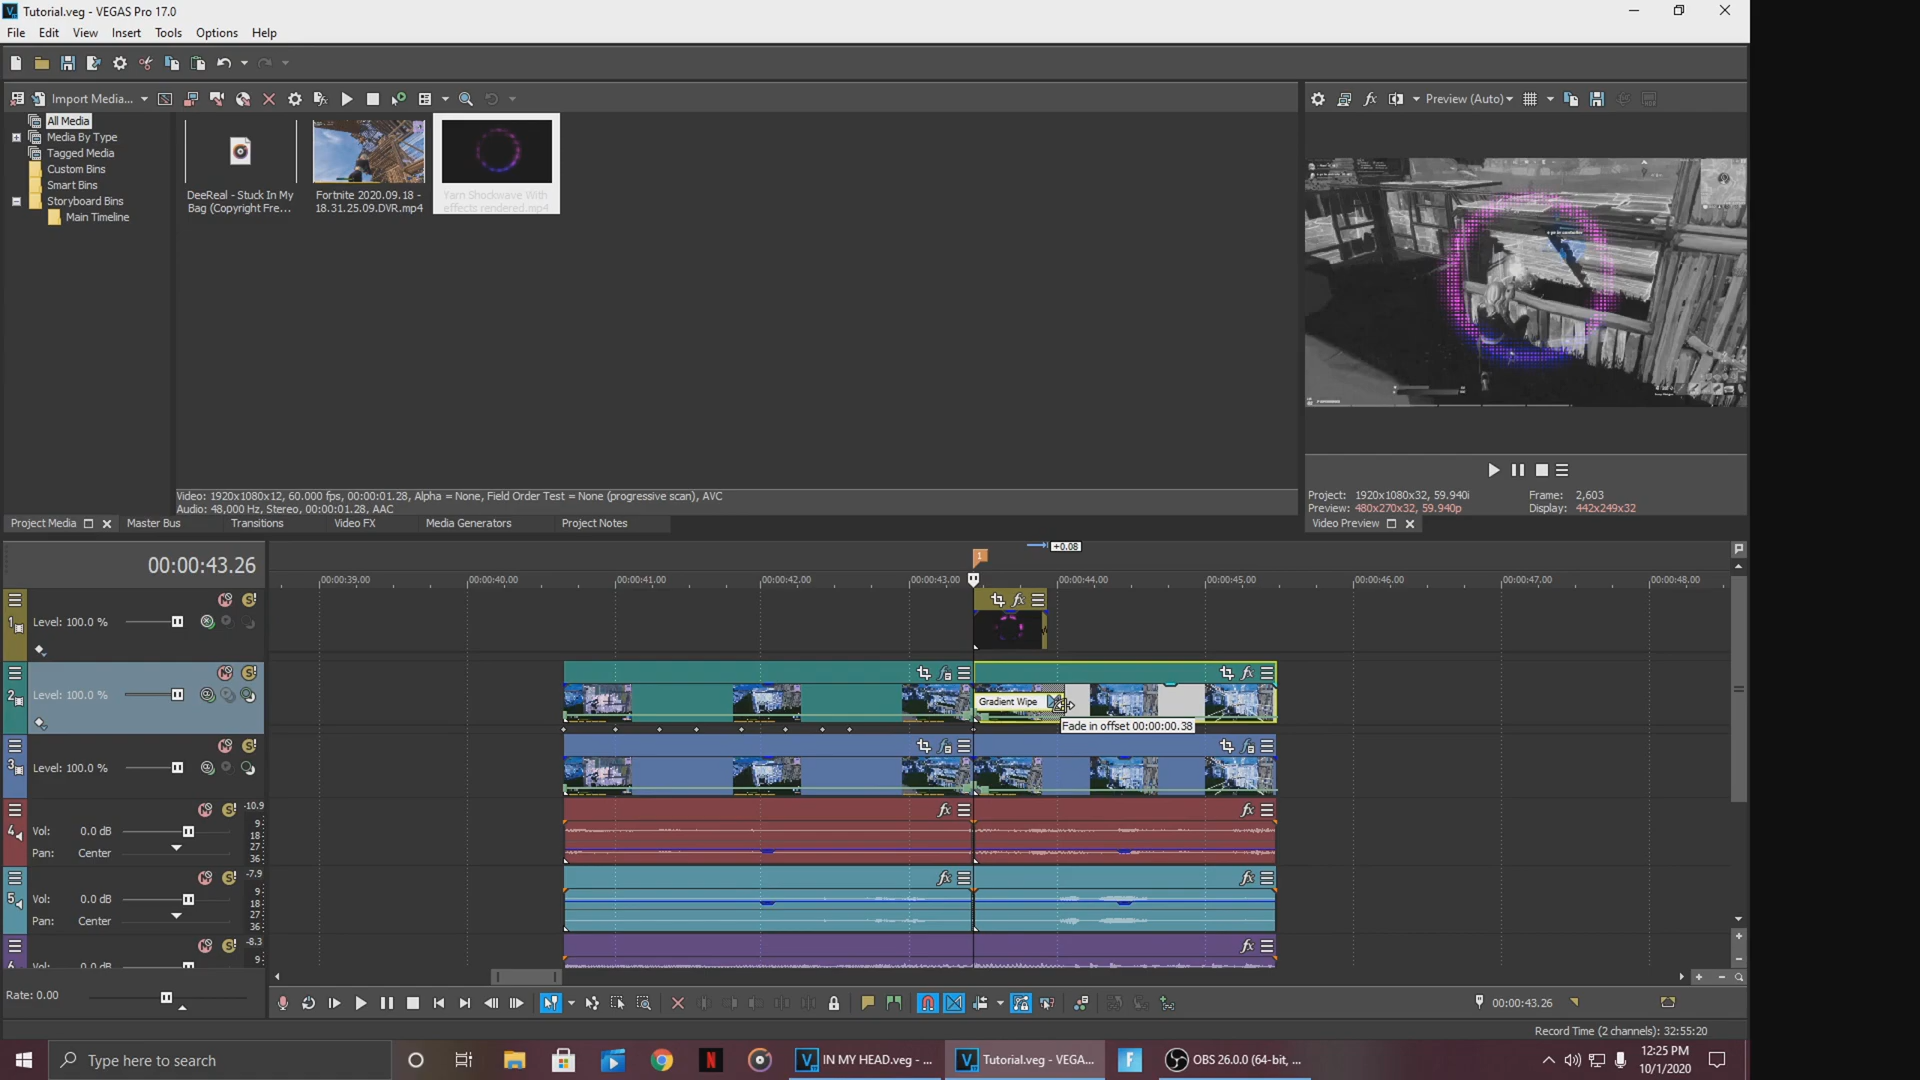 Tutorial.veg - VEGAS Pro 17.0
File Edit View Insert Tools Options Help
Import Media...
Preview (Auto)
All Media
Media By Type
Tagged Media
Custom Bins
Smart Bins
Storyboard Bins
Main Timeline
DeeReal - Stuck In My
Bag (Copyright Fre...
Fortnite 2020.09.18 -
18.31.25.09.DVR.mp4
Yarn Shockwave With
effects rendered.mp4
Video: 1920x1080x12, 60.000 fps, 00:00:01.28, Alpha = None, Field Order Test = None (progressive scan), AVC
Audio: 48,000 Hz, Stereo, 00:00:01.28, AAC
Project: 1920x1080x32, 59.940i
Frame: 2,603
Preview: 480x270x32, 59.940p
Display: 442x249x32
Project Media Master Bus Transitions Video FX Media Generators Project Notes
Video Preview
00:00:43.26
1
+0.08
00:00:39.00 00:00:40.00 00:00:41.00 00:00:42.00 00:00:43.00 00:00:44.00 00:00:45.00 00:00:46.00 00:00:47.00 00:00:48.00
1 Level: 100.0 %
2 Level: 100.0 %
Gradient Wipe
Fade in offset 00:00:00.38
3 Level: 100.0 %
4 Vol: 0.0 dB
Pan: Center
-10.9
9
18
27
36
5 Vol: 0.0 dB
Pan: Center
-7.9
9
18
27
36
-8.3
9
Rate: 0.00
00:00:43.26
Record Time (2 channels): 32:55:20
Type here to search
IN MY HEAD.veg - ...
Tutorial.veg - VEGA...
OBS 26.0.0 (64-bit, ...
12:25 PM
10/1/2020